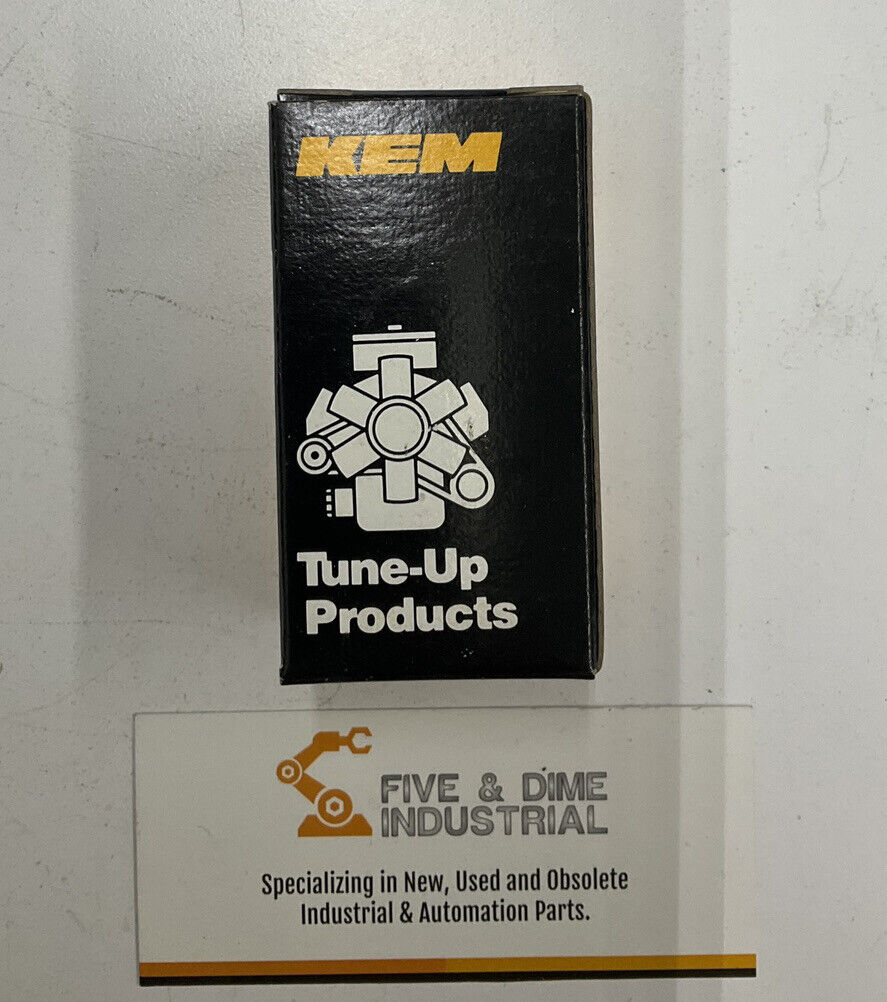 KEM
Tune-Up
Products
FIVE & DIME
INDUSTRIAL
Specializing in New, Used and Obsolete
Industrial & Automation Parts.